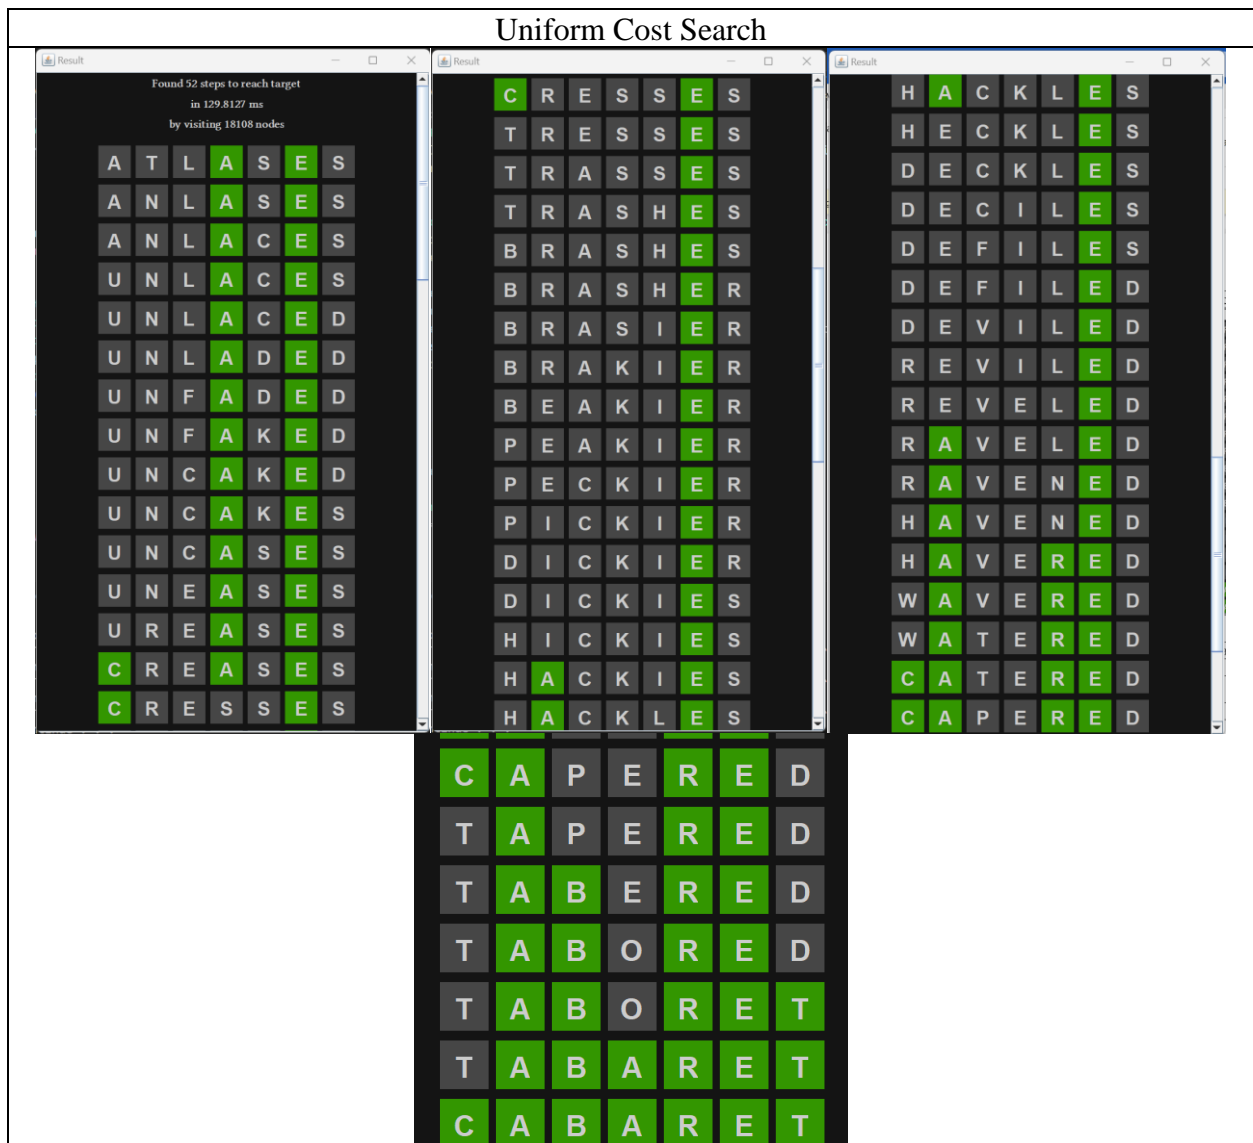 Uniform Cost Search
Result
Found 52 steps to reach target
in 129.8127 ms
by visiting 18108 nodes
A T L A S E S
A N L A S E S
A N L A C E S
U N L A C E S
U N L A C E D
U N L A D E D
U N F A D E D
U N F A K E D
U N C A K E D
U N C A K E S
U N C A S E S
U N E A S E S
U R E A S E S
C R E A S E S
C R E S S E S
Result
C R E S S E S
T R E S S E S
T R A S S E S
T R A S H E S
B R A S H E S
B R A S H E R
B R A S I E R
B R A K I E R
B E A K I E R
P E A K I E R
P E C K I E R
P I C K I E R
D I C K I E R
D I C K I E S
H I C K I E S
H A C K I E S
H A C K L E S
Result
H A C K L E S
H E C K L E S
D E C K L E S
D E C I L E S
D E F I L E S
D E F I L E D
D E V I L E D
R E V I L E D
R E V E L E D
R A V E L E D
R A V E N E D
H A V E N E D
H A V E R E D
W A V E R E D
W A T E R E D
C A T E R E D
C A P E R E D
C A P E R E D
T A P E R E D
T A B E R E D
T A B O R E D
T A B O R E T
T A B A R E T
C A B A R E T